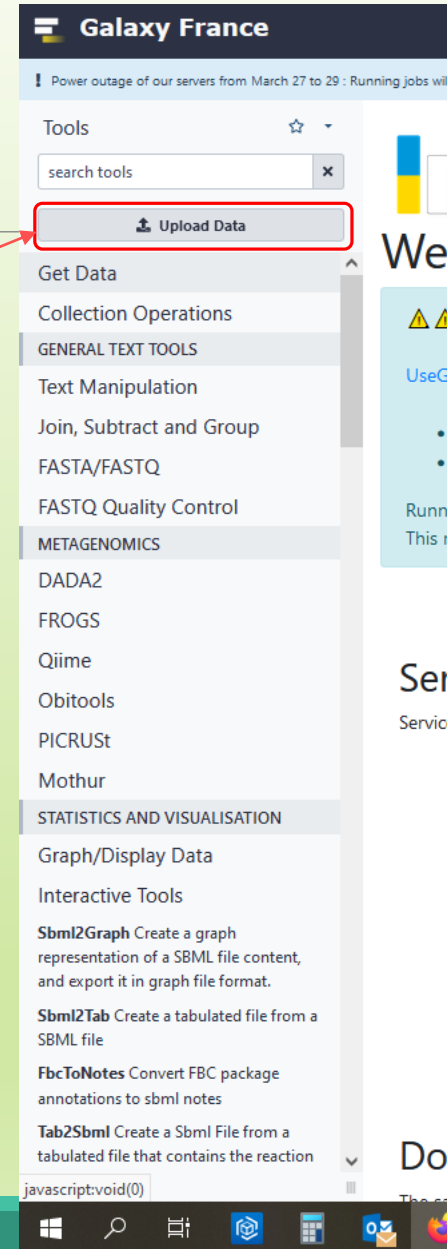 Galaxy France
! Power outage of our servers from March 27 to 29 : Running jobs wil
Tools
search tools
Upload Data
We
Get Data
Collection Operations
GENERAL TEXT TOOLS
UseG
Text Manipulation
Join, Subtract and Group
FASTA/FASTQ
FASTQ Quality Control
Runn
METAGENOMICS
This
DADA2
FROGS
Qiime
Obitools
Ser
PICRUSt
Servic
Mothur
STATISTICS AND VISUALISATION
Graph/Display Data
Interactive Tools
Sbml2Graph Create a graph
representation of a SBML file content,
and export it in graph file format.
Sbml2Tab Create a tabulated file from a
SBML file
FbcToNotes Convert FBC package
annotations to sbml notes
Tab2Sbml Create a Sbml File from a
tabulated file that contains the reaction
Do
javascript:void(0)